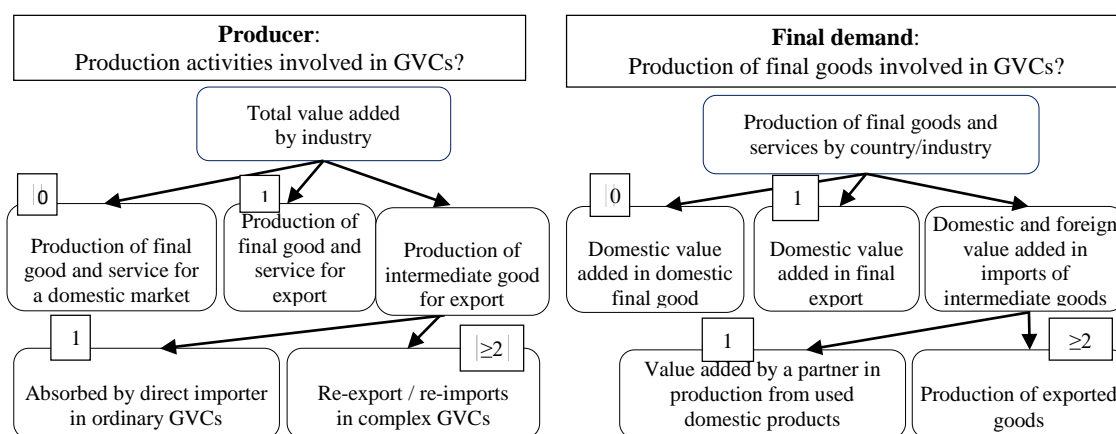 Producer:
Production activities involved in GVCs?
Total value added
by industry
0
Production of final
good and service for
a domestic market
1
Production of
final good and
service for
export
Production of
intermediate good
for export
1
Absorbed by direct importer
in ordinary GVCs
≥2
Re-export / re-imports
in complex GVCs
Final demand:
Production of final goods involved in GVCs?
Production of final goods and
services by country/industry
0
Domestic value
added in domestic
final good
1
Domestic value
added in final
export
Domestic and foreign
value added in
imports of
intermediate goods
1
Value added by a partner in
production from used
domestic products
≥2
Production of exported
goods